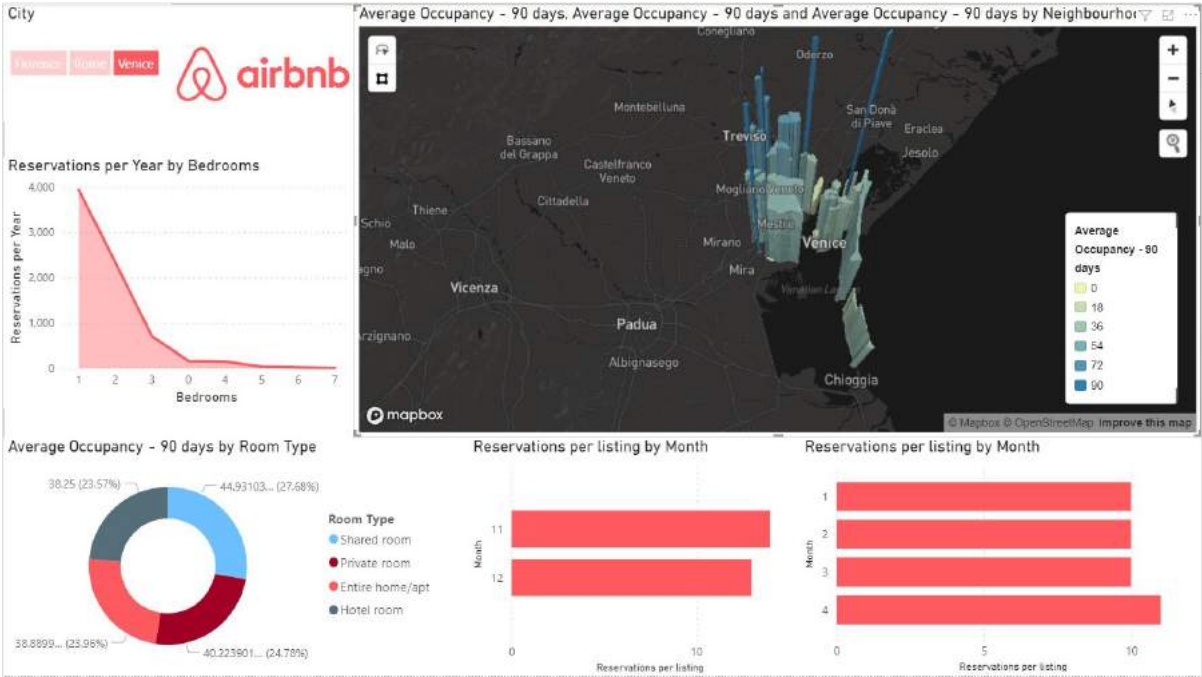 City
Florence Rome Venice
airbnb
Reservations per Year by Bedrooms
4,000
3,000
2,000
1,000
0
Reservations per Year
1 2 3 0 4 5 6 7
Bedrooms
Average Occupancy - 90 days, Average Occupancy - 90 days and Average Occupancy - 90 days by Neighbourhoo
Conegliano
Oderzo
Montebelluna
San Donà
di Piave
Eraclea
Jesolo
Treviso
Bassano
del Grappa
Castelfranco
Veneto
Mogliano Veneto
Cittadella
Thiene
Schio
Malo
Mestre
Mirano
Venice
Mira
Vicenza
Padua
Albignasego
Chioggia
mapbox
Average
Occupancy - 90
days
0
18
36
54
72
90
© Mapbox © OpenStreetMap Improve this map
Average Occupancy - 90 days by Room Type
38.25 (23.57%)
44.93103... (27.68%)
38.8899... (23.96%)
40.223901... (24.78%)
Room Type
Shared room
Private room
Entire home/apt
Hotel room
Reservations per listing by Month
Month
11
12
0 10
Reservations per listing
Reservations per listing by Month
Month
1
2
3
4
0 5 10
Reservations per listing